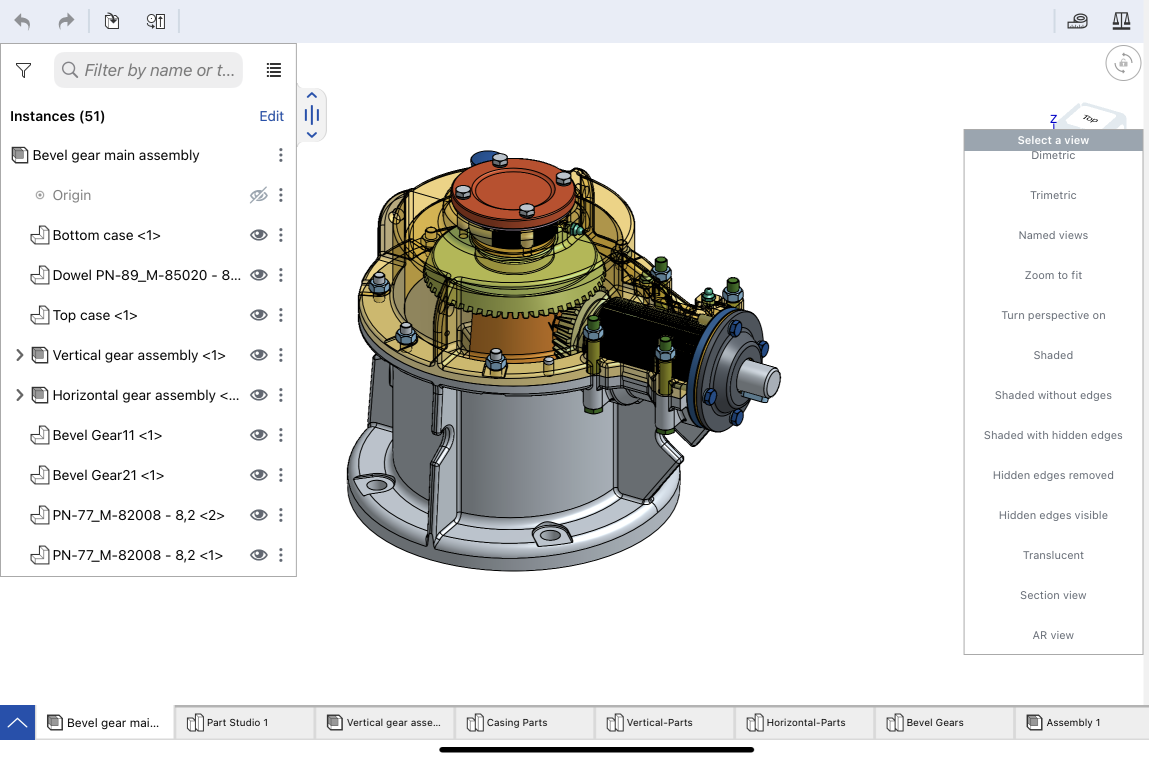 Filter by name or t...
Instances (51)
Edit
Bevel gear main assembly
Origin
Bottom case <1>
Dowel PN-89_M-85020 - 8...
Top case <1>
Vertical gear assembly <1>
Horizontal gear assembly <...
Bevel Gear11 <1>
Bevel Gear21 <1>
PN-77_M-82008 - 8,2 <2>
PN-77_M-82008 - 8,2 <1>
Z
Top
Select a view
Dimetric
Trimetric
Named views
Zoom to fit
Turn perspective on
Shaded
Shaded without edges
Shaded with hidden edges
Hidden edges removed
Hidden edges visible
Translucent
Section view
AR view
Bevel gear mai...
Part Studio 1
Vertical gear asse...
Casing Parts
Vertical-Parts
Horizontal-Parts
Bevel Gears
Assembly 1